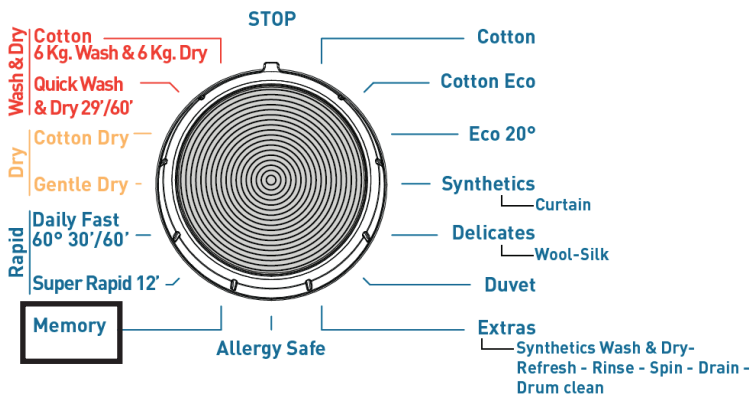 STOP
Wash & Dry
Cotton
6 Kg. Wash & 6 Kg. Dry
Quick Wash
& Dry 29’/60’
Dry
Cotton Dry
Gentle Dry
Rapid
Daily Fast
60° 30’/60’
Super Rapid 12’
Memory
Allergy Safe
Cotton
Cotton Eco
Eco 20°
Synthetics
Curtain
Delicates
Wool-Silk
Duvet
Extras
Synthetics Wash & Dry-
Refresh - Rinse - Spin - Drain -
Drum clean